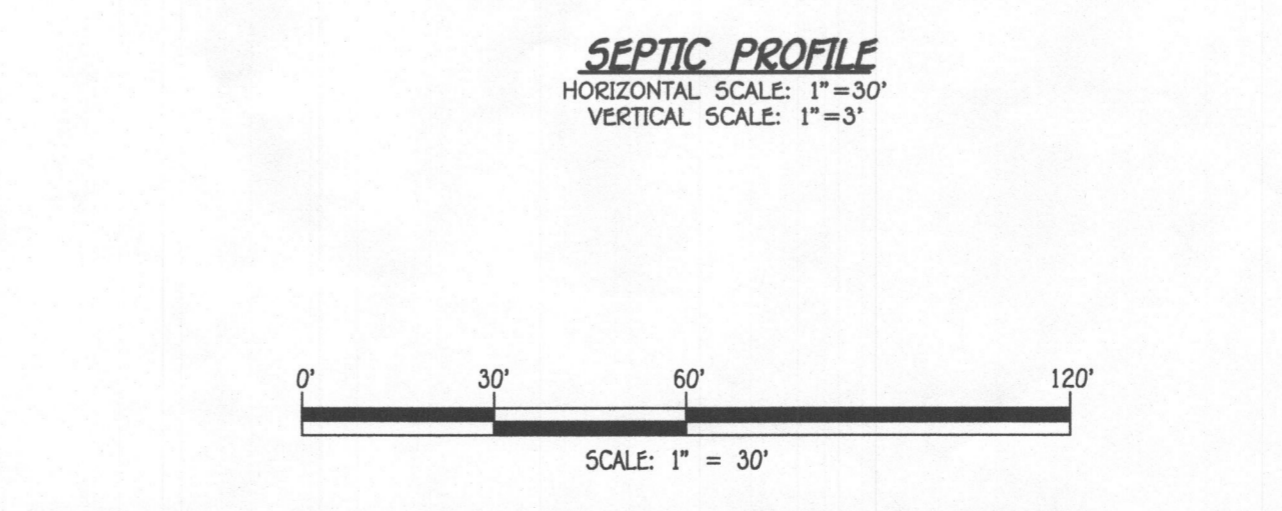 SEPTIC PROFILE
HORIZONTAL SCALE: 1"=30'
VERTICAL SCALE: 1"=3'
0' 30' 60' 120'
SCALE: 1" = 30'